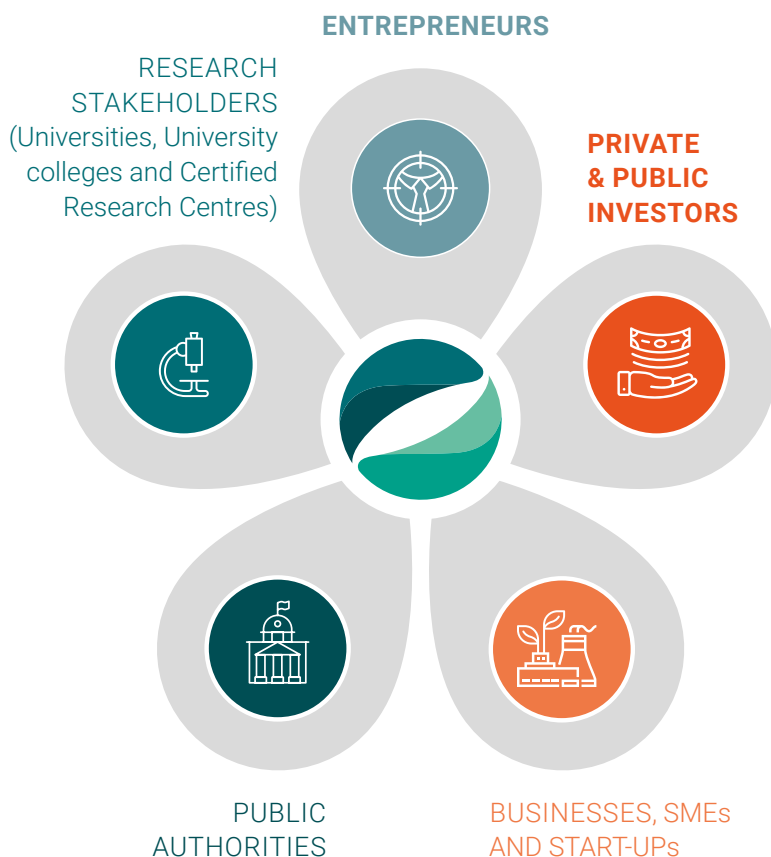 ENTREPRENEURS
RESEARCH
STAKEHOLDERS
(Universities, University
colleges and Certified
Research Centres)
PRIVATE
& PUBLIC
INVESTORS
PUBLIC
AUTHORITIES
BUSINESSES, SMEs
AND START-UPs